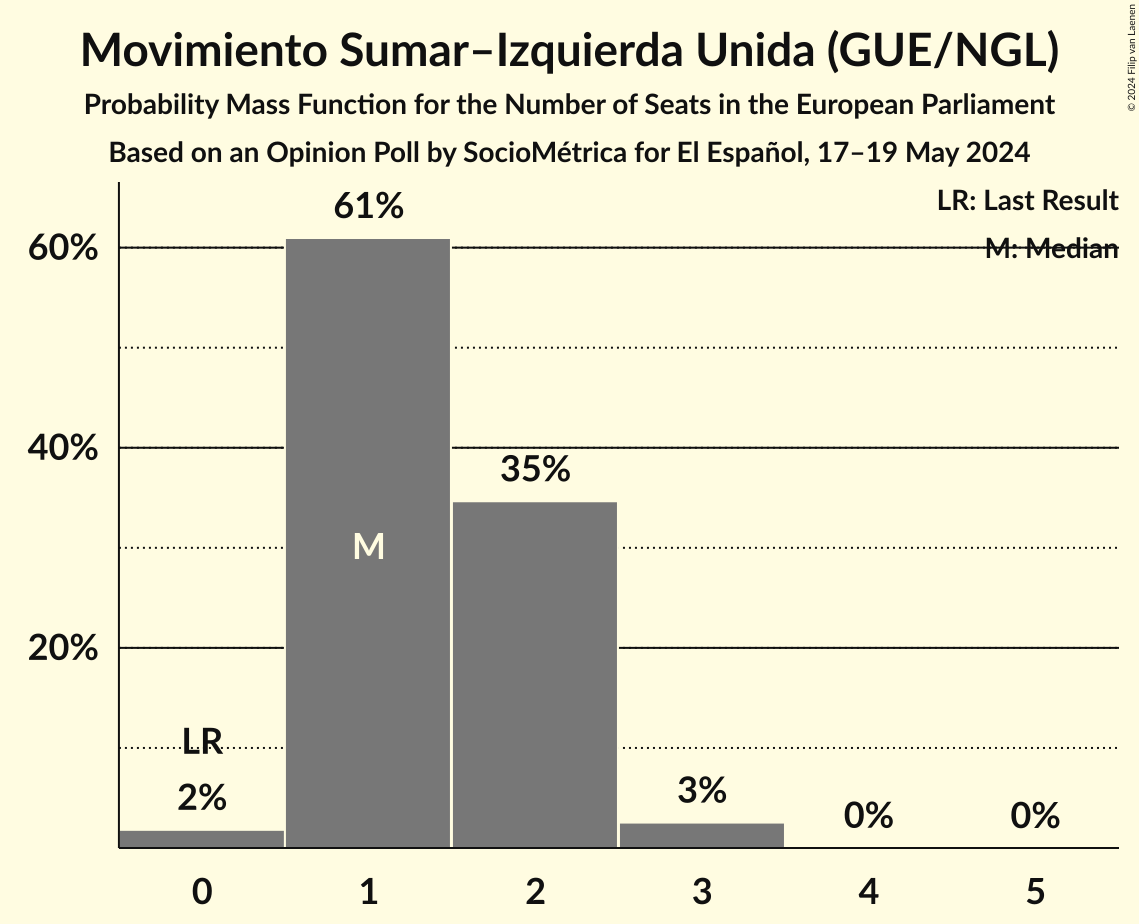 Movimiento Sumar–Izquierda Unida (GUE/NGL)
Probability Mass Function for the Number of Seats in the European Parliament
Based on an Opinion Poll by SocioMétrica for El Español, 17–19 May 2024
© 2024 Filip van Laenen
LR: Last Result
M: Median
61%
60%
40%
35%
M
20%
LR
2%
3%
0%
0%
0 1 2 3 4 5